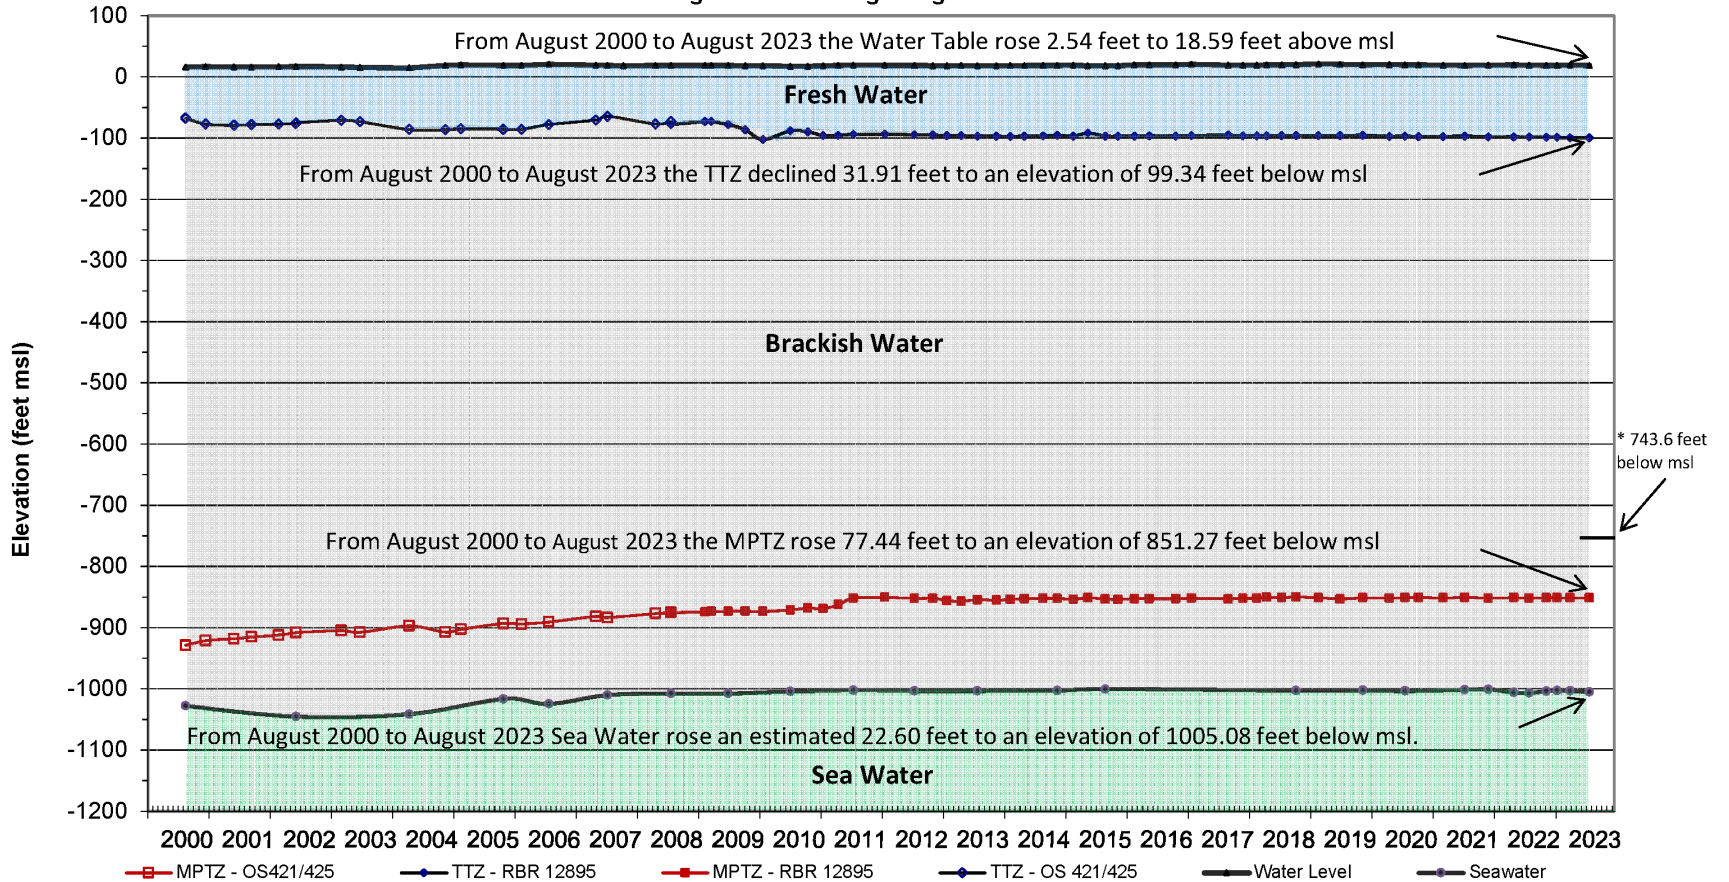 100
From August 2000 to August 2023 the Water Table rose 2.54 feet to 18.59 feet above msl
0
Fresh Water
-100
From August 2000 to August 2023 the TTZ declined 31.91 feet to an elevation of 99.34 feet below msl
-200
-300
Brackish Water
-400
Elevation (feet msl)
-500
-600
* 743.6 feet
below msl
-700
From August 2000 to August 2023 the MPTZ rose 77.44 feet to an elevation of 851.27 feet below msl
-800
-900
-1000
From August 2000 to August 2023 Sea Water rose an estimated 22.60 feet to an elevation of 1005.08 feet below msl.
-1100
Sea Water
-1200
2000 2001 2002 2003 2004 2005 2006 2007 2008 2009 2010 2011 2012 2013 2014 2015 2016 2017 2018 2019 2020 2021 2022 2023
MPTZ - OS421/425 TTZ - RBR 12895 MPTZ - RBR 12895 TTZ - OS 421/425 Water Level Seawater